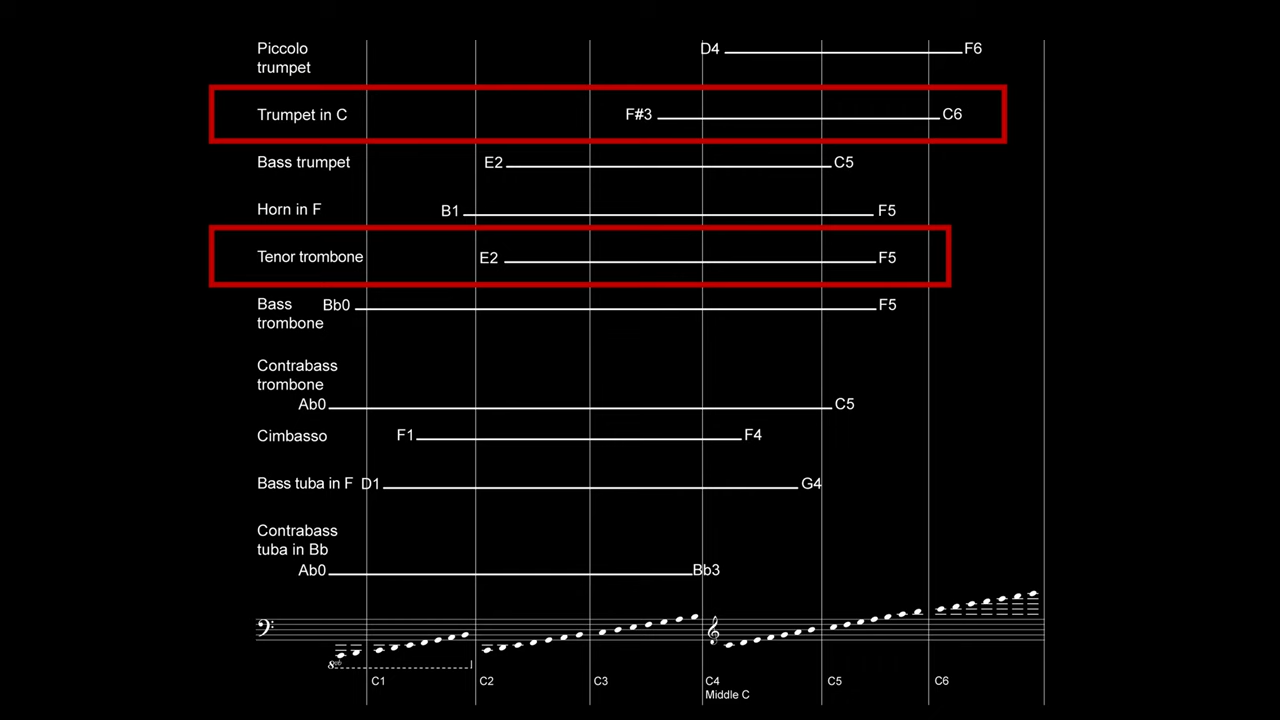 Piccolo
trumpet
D4 F6
Trumpet in C F#3 C6
Bass trumpet E2 C5
Horn in F B1 F5
Tenor trombone E2 F5
Bass
trombone
Bb0 F5
Contrabass
trombone
Ab0 C5
Cimbasso F1 F4
Bass tuba in F D1 G4
Contrabass
tuba in Bb
Ab0 Bb3
8vb
C1 C2 C3 C4 C5 C6
Middle C